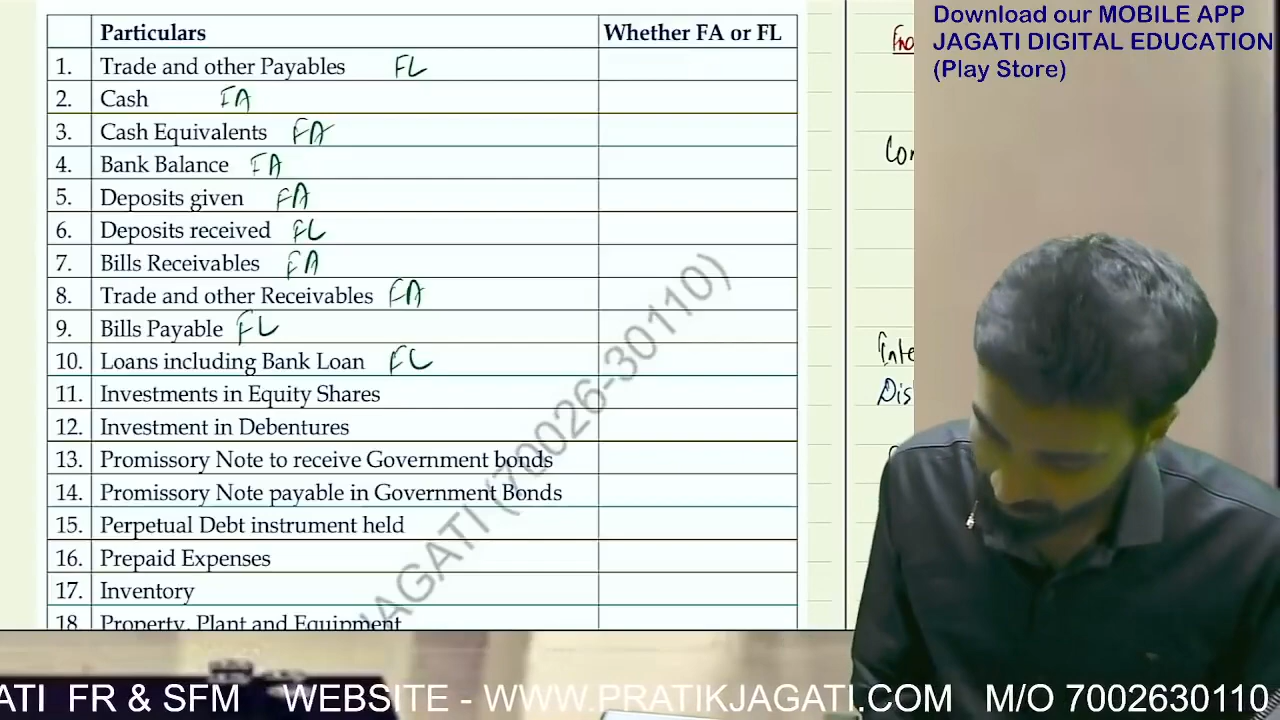 Particulars Whether FA or FL
1. Trade and other Payables FL
2. Cash FA
3. Cash Equivalents FA
4. Bank Balance FA
5. Deposits given FA
6. Deposits received FL
7. Bills Receivables FA
8. Trade and other Receivables FA
9. Bills Payable FL
10. Loans including Bank Loan FL
11. Investments in Equity Shares
12. Investment in Debentures
13. Promissory Note to receive Government bonds
14. Promissory Note payable in Government Bonds
15. Perpetual Debt instrument held
16. Prepaid Expenses
17. Inventory
18. Property, Plant and Equipment
JAGATI (70026-30110)
Download our MOBILE APP
JAGATI DIGITAL EDUCATION
(Play Store)
ATI FR & SFM WEBSITE - WWW.PRATIKJAGATI.COM M/O 7002630110